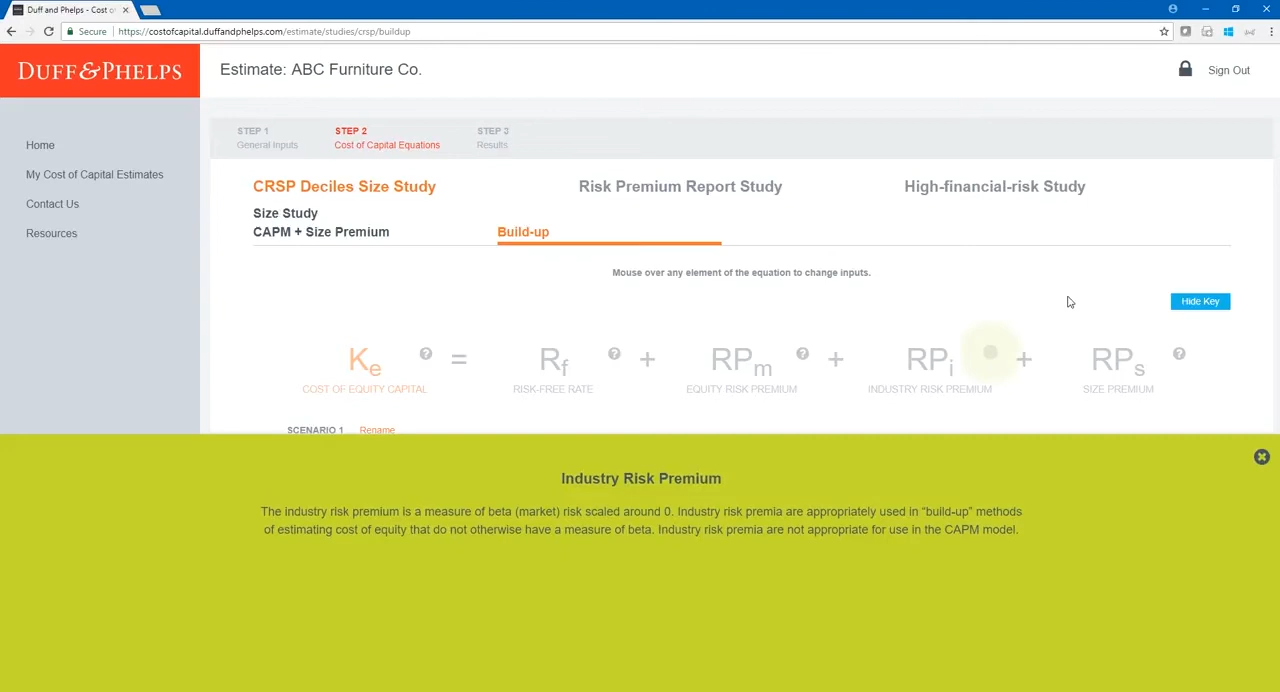 Duff and Phelps - Cost o
Secure
https://costofcapital.duffandphelps.com/estimate/studies/crsp/buildup
DUFF&PHELPS
Estimate: ABC Furniture Co.
Sign Out
Home
My Cost of Capital Estimates
Contact Us
Resources
STEP 1
General Inputs
STEP 2
Cost of Capital Equations
STEP 3
Results
CRSP Deciles Size Study
Risk Premium Report Study
High-financial-risk Study
Size Study
CAPM + Size Premium
Build-up
Mouse over any element of the equation to change inputs.
Hide Key
Ke ? = Rf ? + RPm ? + RPi + RPs ?
COST OF EQUITY CAPITAL
RISK-FREE RATE
EQUITY RISK PREMIUM
INDUSTRY RISK PREMIUM
SIZE PREMIUM
SCENARIO 1 Rename
Industry Risk Premium
The industry risk premium is a measure of beta (market) risk scaled around 0. Industry risk premia are appropriately used in “build-up” methods
of estimating cost of equity that do not otherwise have a measure of beta. Industry risk premia are not appropriate for use in the CAPM model.